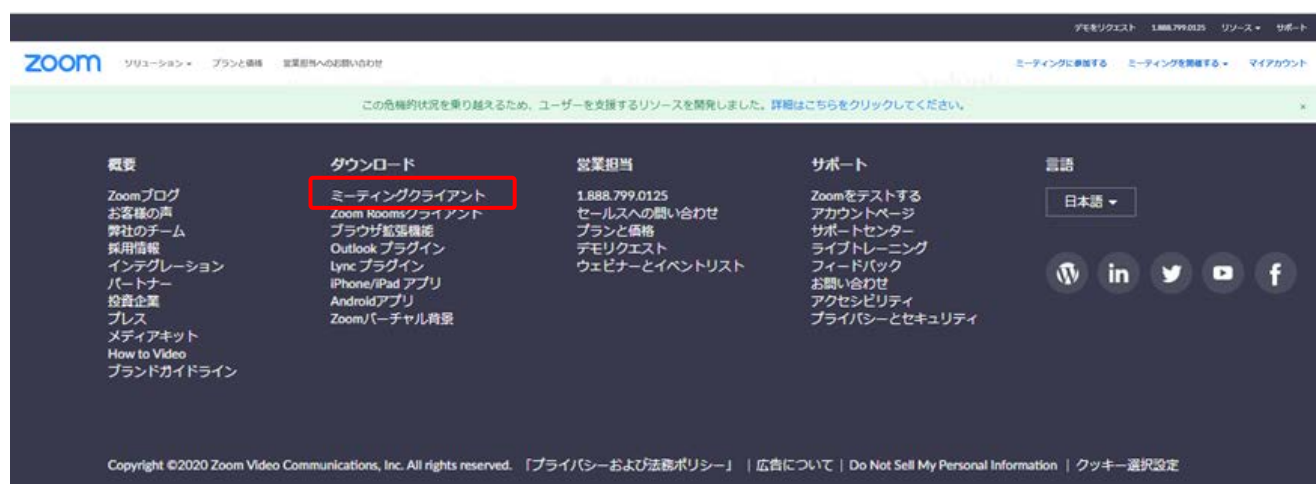 デモをリクエスト 1.888.799.0125 リソース サポート
zoom ソリューション プランと価格 営業担当へのお問い合わせ ミーティングに参加する ミーティングを開催する マイアカウント
この危機的状況を乗り越えるため、ユーザーを支援するリソースを開発しました。詳細はこちらをクリックしてください。 ×
概要
Zoomブログ
お客様の声
弊社のチーム
採用情報
インテグレーション
パートナー
投資企業
プレス
メディアキット
How to Video
ブランドガイドライン
ダウンロード
ミーティングクライアント
Zoom Roomsクライアント
ブラウザ拡張機能
Outlook プラグイン
Lync プラグイン
iPhone/iPad アプリ
Androidアプリ
Zoomバーチャル背景
営業担当
1.888.799.0125
セールスへの問い合わせ
プランと価格
デモリクエスト
ウェビナーとイベントリスト
サポート
Zoomをテストする
アカウントページ
サポートセンター
ライブトレーニング
フィードバック
お問い合わせ
アクセシビリティ
プライバシーとセキュリティ
言語
日本語
Copyright ©2020 Zoom Video Communications, Inc. All rights reserved. 「プライバシーおよび法務ポリシー」 | 広告について | Do Not Sell My Personal Information | クッキー選択設定